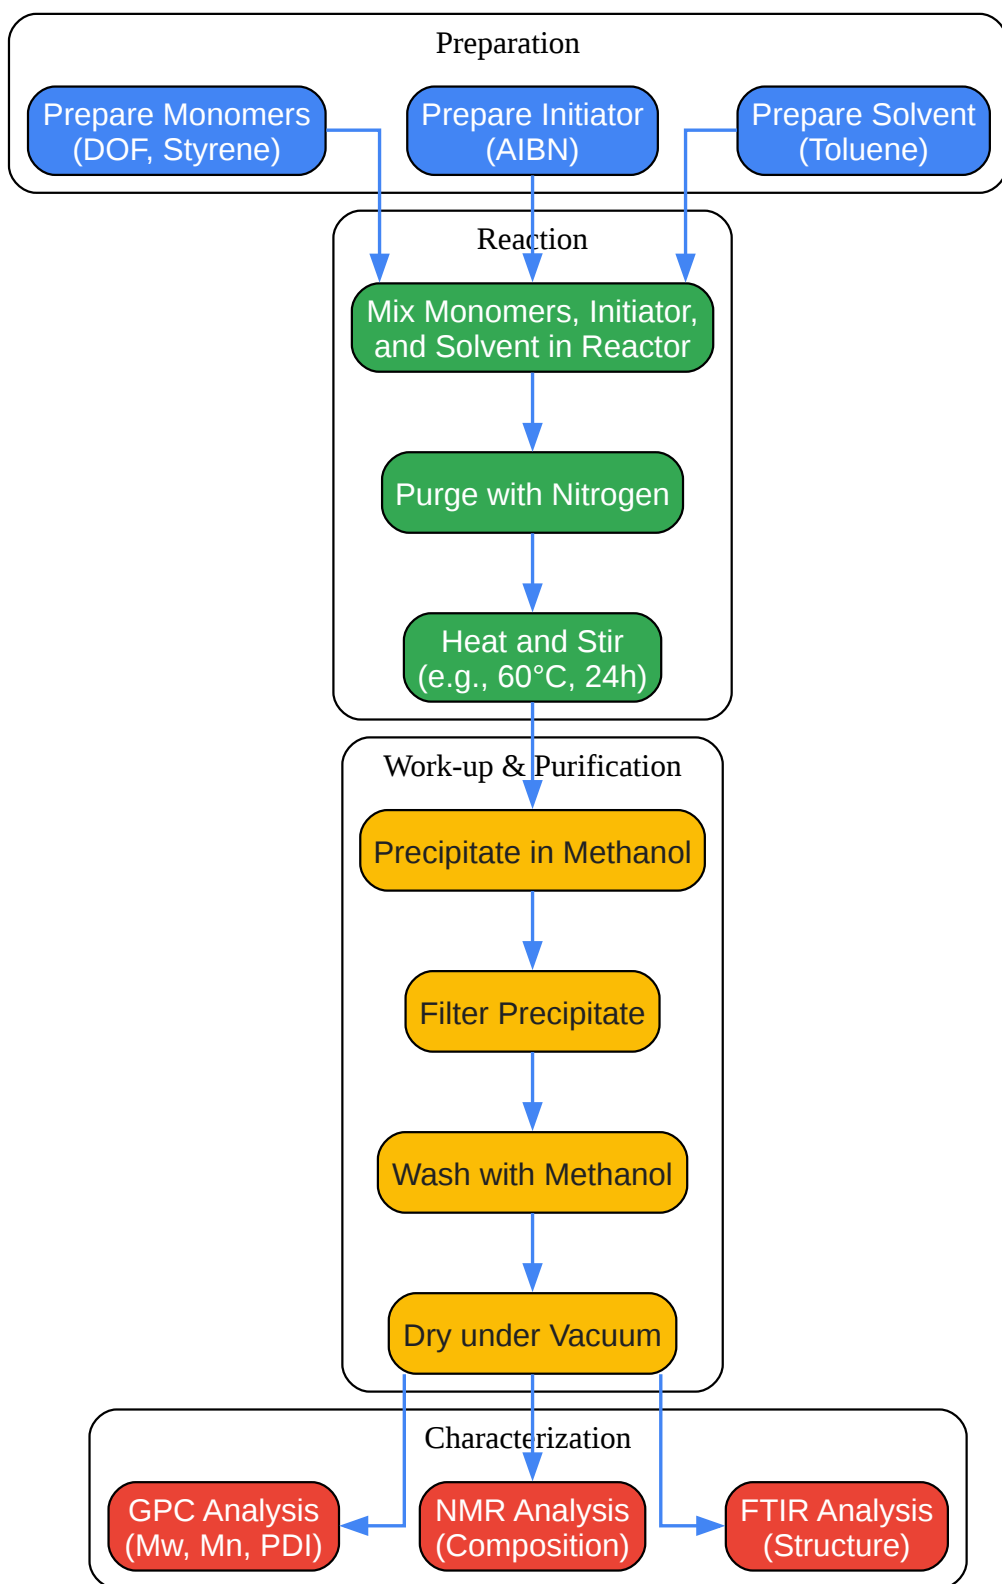 Preparation
Prepare Monomers
(DOF, Styrene)
Prepare Initiator
(AIBN)
Prepare Solvent
(Toluene)
Reaction
Mix Monomers, Initiator,
and Solvent in Reactor
Purge with Nitrogen
Heat and Stir
(e.g., 60°C, 24h)
Work-up & Purification
Precipitate in Methanol
Filter Precipitate
Wash with Methanol
Dry under Vacuum
Characterization
GPC Analysis
(Mw, Mn, PDI)
NMR Analysis
(Composition)
FTIR Analysis
(Structure)